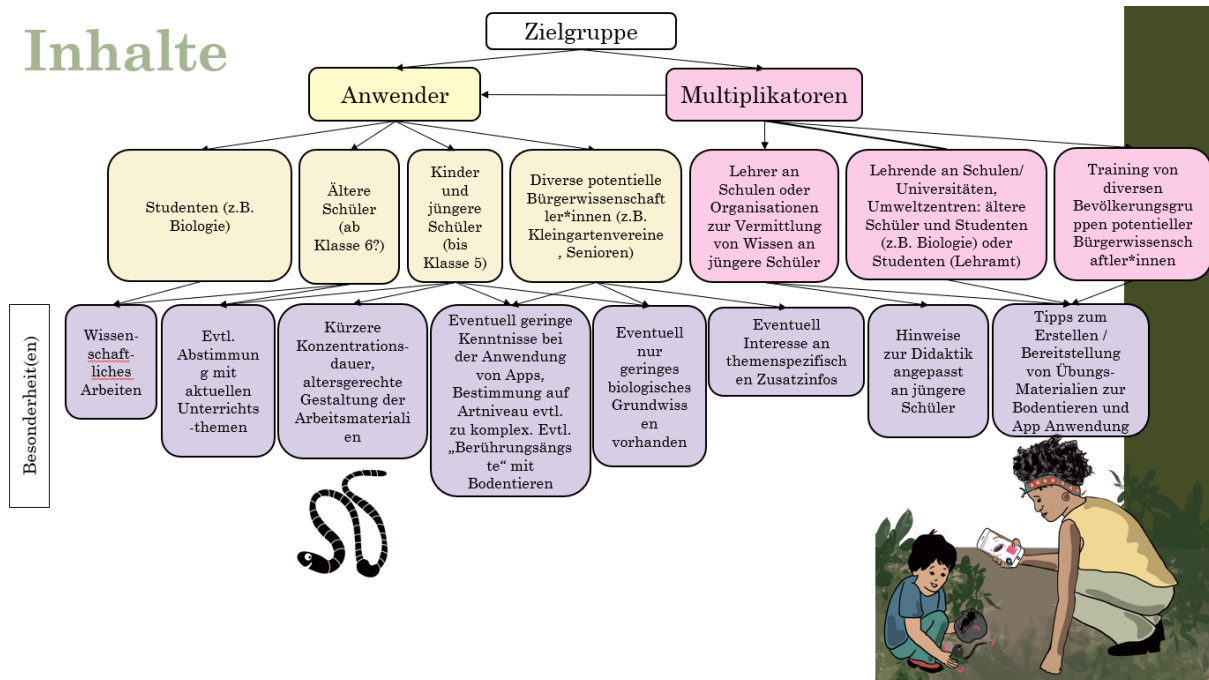 Inhalte
Zielgruppe
Anwender
Multiplikatoren
Studenten (z.B.
Biologie)
Ältere
Schüler
(ab
Klasse 6?)
Kinder
und
jüngere
Schüler
(bis
Klasse 5)
Diverse potentielle
Bürgerwissenschaft
ler*innen (z.B.
Kleingartenvereine
, Senioren)
Lehrer an
Schulen oder
Organisationen
zur Vermittlung
von Wissen an
jüngere Schüler
Lehrende an Schulen/
Universitäten,
Umweltzentren: ältere
Schüler und Studenten
(z.B. Biologie) oder
Studenten (Lehramt)
Training von
diversen
Bevölkerungsgru
ppen potentieller
Bürgerwissensch
aftler*innen
Besonderheit(en)
Wissen-
schaft-
liches
Arbeiten
Evtl.
Abstimmun
g mit
aktuellen
Unterrichts
-themen
Kürzere
Konzentrations-
dauer,
altersgerechte
Gestaltung der
Arbeitsmateriali
en
Eventuell geringe
Kenntnisse bei
der Anwendung
von Apps,
Bestimmung auf
Artniveau evtl.
zu komplex. Evtl.
„Berührungsängs
te“ mit
Bodentieren
Eventuell
nur
geringes
biologisches
Grundwiss
en
vorhanden
Eventuell
Interesse an
themenspezifisch
en Zusatzinfos
Hinweise
zur Didaktik
angepasst
an jüngere
Schüler
Tipps zum
Erstellen /
Bereitstellung
von Übungs-
Materialien zur
Bodentieren und
App Anwendung